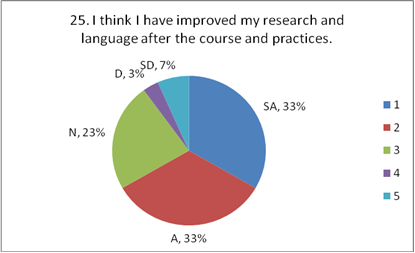 25. I think I have improved my research and
language after the course and practices.
SD, 7%
D, 3%
SA, 33%
N, 23%
A, 33%
1
2
3
4
5